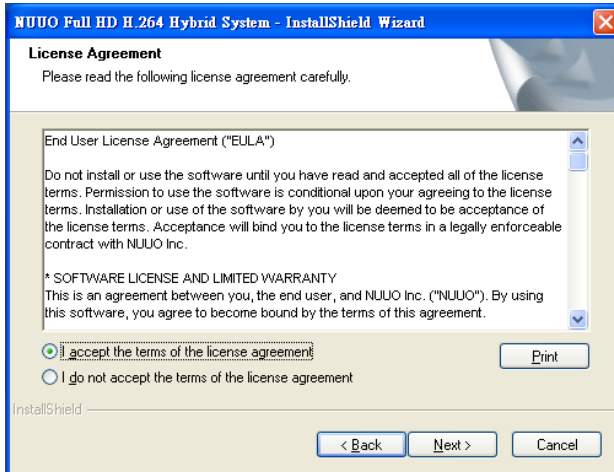 NUUO Full HD H.264 Hybrid System - InstallShield Wizard
License Agreement
Please read the following license agreement carefully.
End User License Agreement ("EULA")
Do not install or use the software until you have read and accepted all of the license
terms. Permission to use the software is conditional upon your agreeing to the license
terms. Installation or use of the software by you will be deemed to be acceptance of
the license terms. Acceptance will bind you to the license terms in a legally enforceable
contract with NUUO Inc.
* SOFTWARE LICENSE AND LIMITED WARRANTY
This is an agreement between you, the end user, and NUUO Inc. ("NUUO"). By using
this software, you agree to become bound by the terms of this agreement.
I accept the terms of the license agreement
Print
I do not accept the terms of the license agreement
InstallShield
< Back
Next >
Cancel